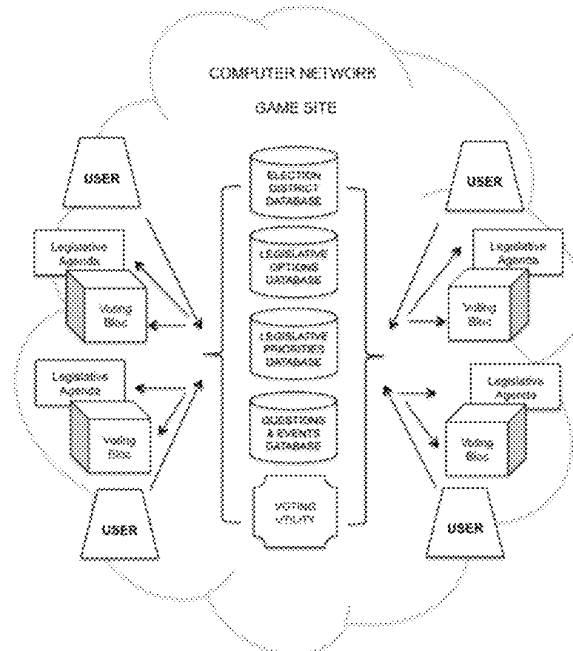 COMPUTER NETWORK
GAME SITE
USER
Legislative
Agenda
Voting
Bloc
Legislative
Agenda
Voting
Bloc
USER
ELECTION
DISTRICT
DATABASE
LEGISLATIVE
OPTIONS
DATABASE
LEGISLATIVE
PRIORITIES
DATABASE
QUESTIONS
& EVENTS
DATABASE
VOTING
UTILITY
USER
Legislative
Agenda
Voting
Bloc
Legislative
Agenda
Voting
Bloc
USER